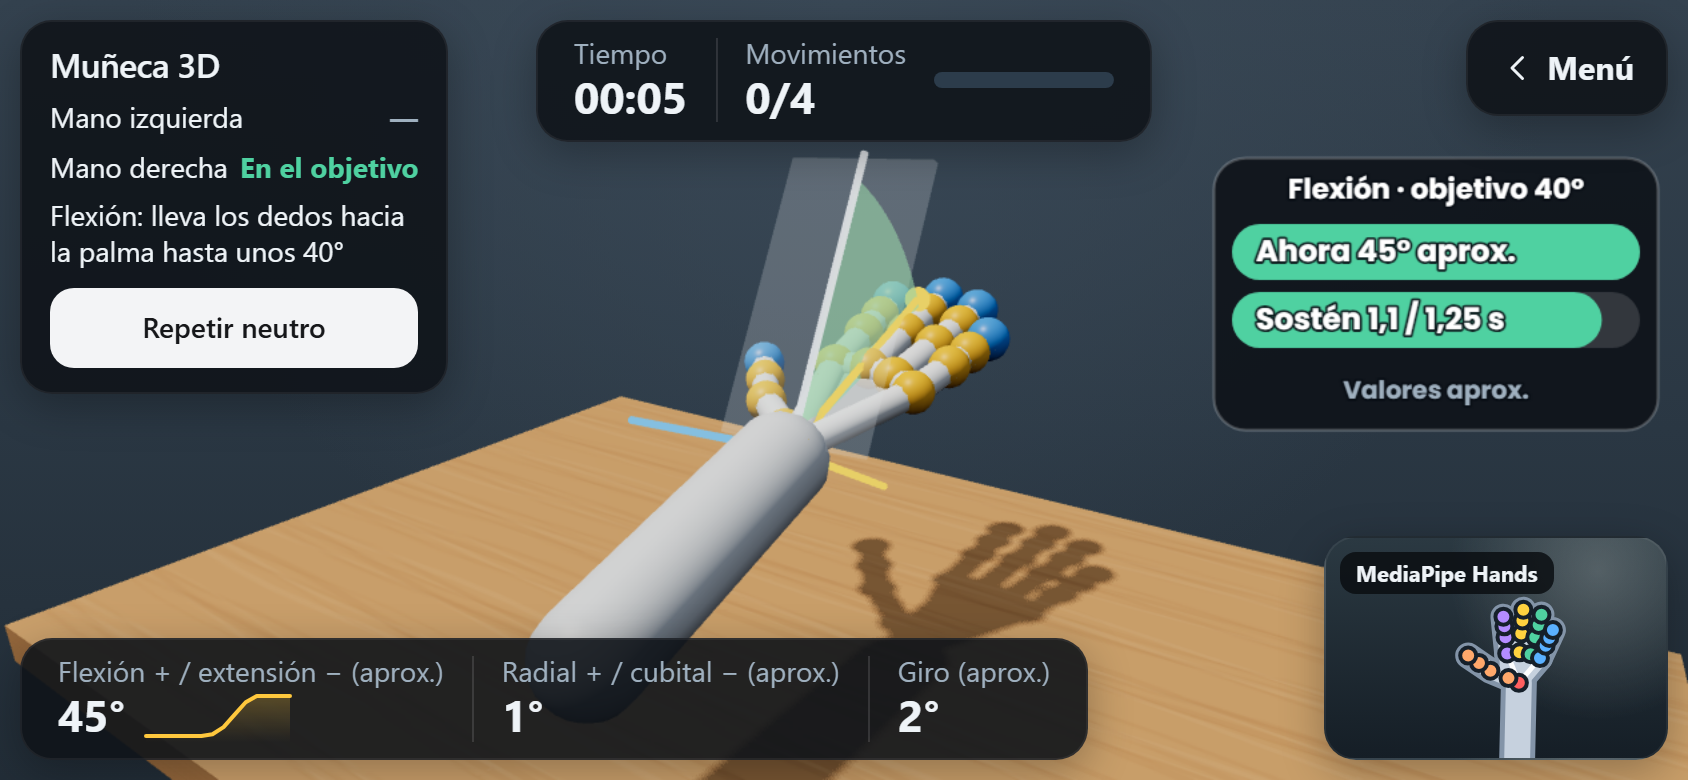 Muñeca 3D
Mano izquierda —
Mano derecha En el objetivo
Flexión: lleva los dedos hacia
la palma hasta unos 40°
Repetir neutro
Tiempo
00:05
Movimientos
0/4
Menú
Flexión · objetivo 40°
Ahora 45° aprox.
Sostén 1,1 / 1,25 s
Valores aprox.
MediaPipe Hands
Flexión + / extensión − (aprox.)
45°
Radial + / cubital − (aprox.)
1°
Giro (aprox.)
2°